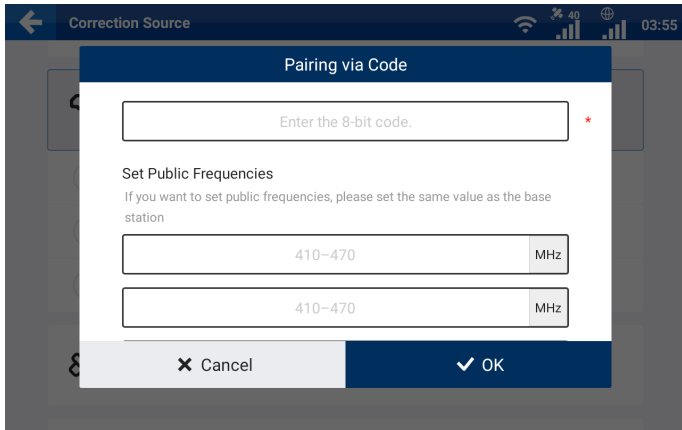 Correction Source
40
03:55
Pairing via Code
Enter the 8-bit code.
*
Set Public Frequencies
If you want to set public frequencies, please set the same value as the base
station
410–470
MHz
410–470
MHz
Cancel
OK